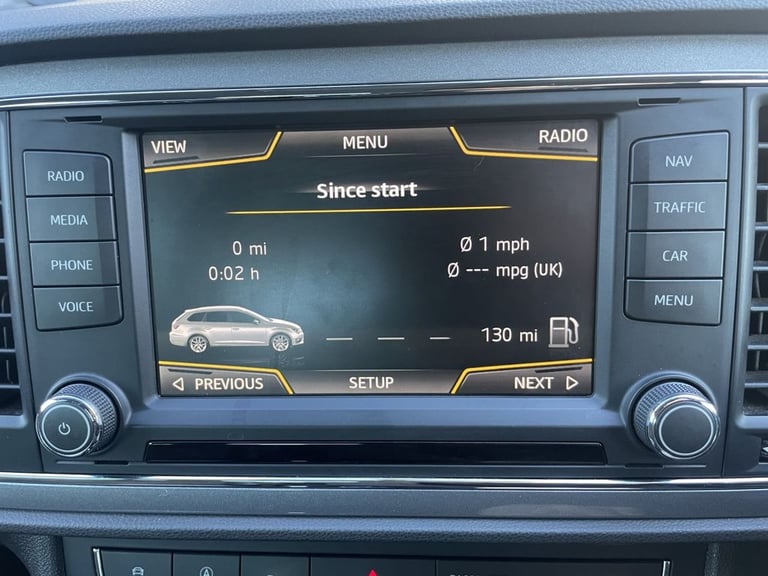 VIEW MENU RADIO
Since start
0 mi Ø 1 mph
0:02 h Ø --- mpg (UK)
130 mi
PREVIOUS SETUP NEXT
RADIO
MEDIA
PHONE
VOICE
NAV
TRAFFIC
CAR
MENU
A